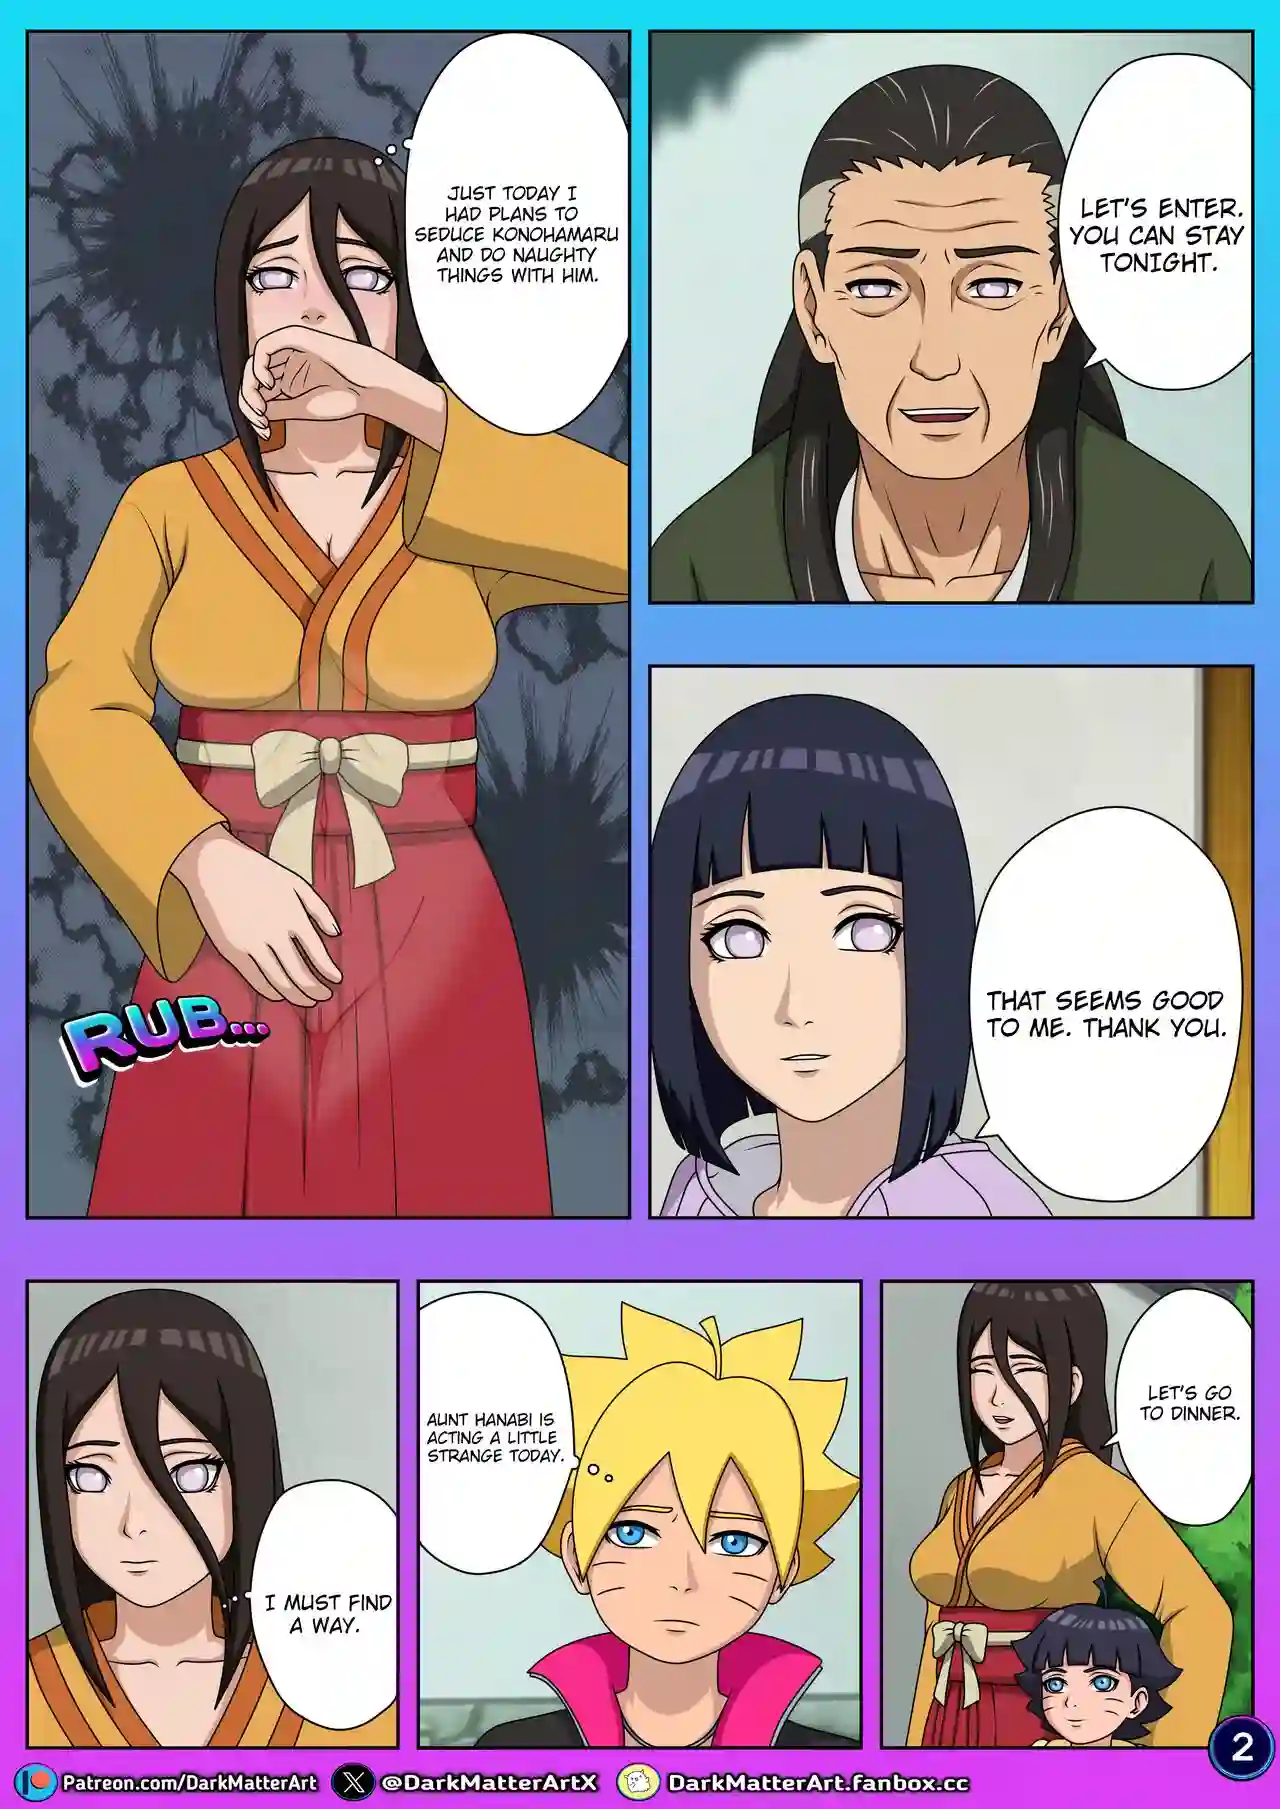 JUST TODAY I
HAD PLANS TO
SEDUCE KONOHAMARU
AND DO NAUGHTY
THINGS WITH HIM.
RUB...
LET'S ENTER.
YOU CAN STAY
TONIGHT.
THAT SEEMS GOOD
TO ME. THANK YOU.
I MUST FIND
A WAY.
AUNT HANABI IS
ACTING A LITTLE
STRANGE TODAY.
LET'S GO
TO DINNER.
2
Patreon.com/DarkMatterArt @DarkMatterArtX DarkMatterArt.fanbox.cc